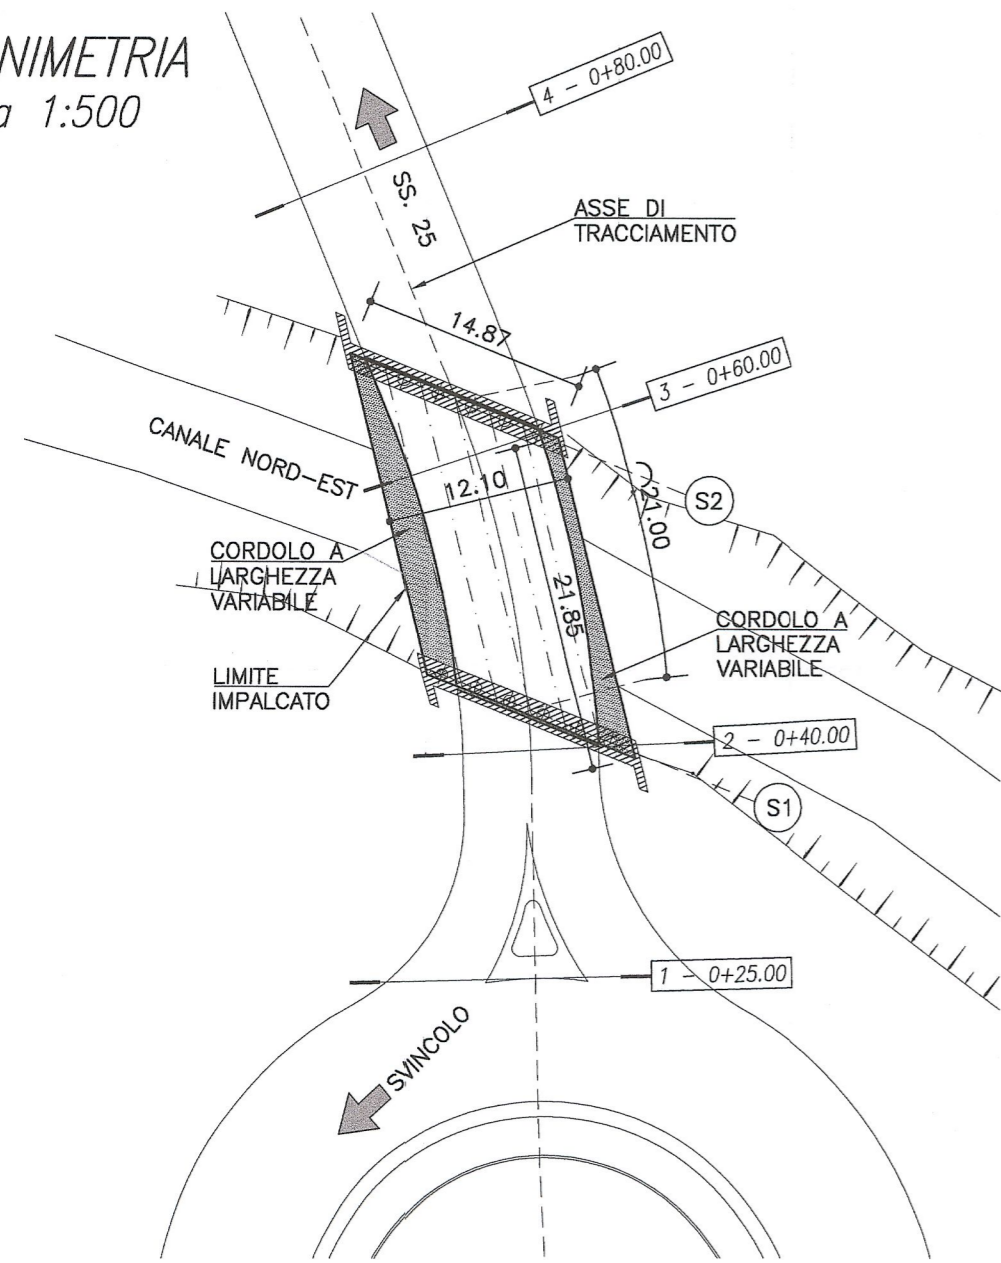 NIMETRIA
a 1:500
4 - 0+80.00
SS. 25
ASSE DI
TRACCIAMENTO
14.87
3 - 0+60.00
CANALE NORD-EST
12.10
S2
21.00
CORDOLO A
LARGHEZZA
VARIABILE
21.85
CORDOLO A
LARGHEZZA
VARIABILE
LIMITE
IMPALCATO
2 - 0+40.00
S1
1 - 0+25.00
SVINCOLO